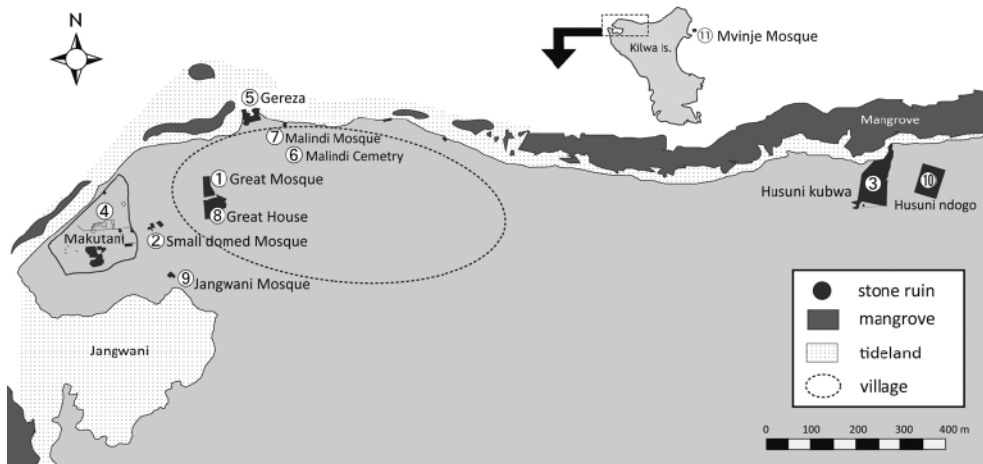 N
⑪ Mvinje Mosque
Kilwa Is.
⑤ Gereza
⑦ Malindi Mosque
⑥ Malindi Cemetry
Mangrove
① Great Mosque
Husuni kubwa
③
⑩
Husuni ndogo
⑧ Great House
④
Makutani
② Small domed Mosque
⑨ Jangwani Mosque
Jangwani
stone ruin
mangrove
tideland
village
0 100 200 300 400 m